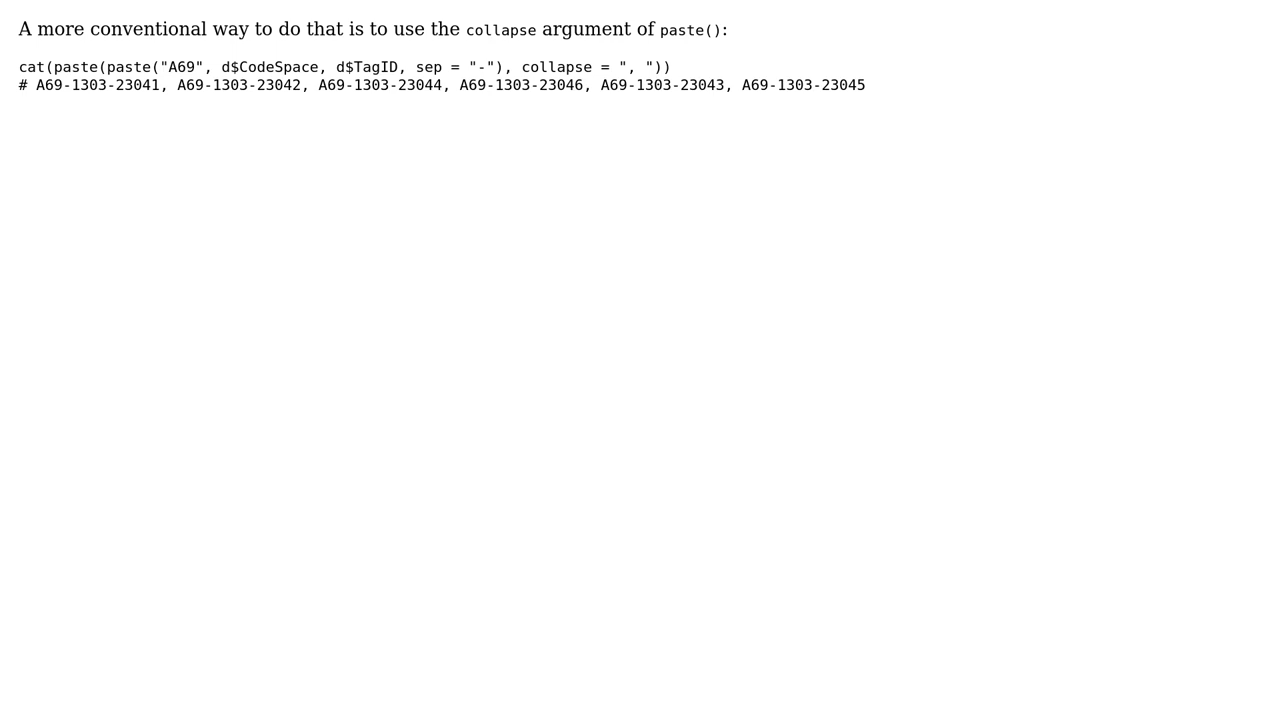 A more conventional way to do that is to use the collapse argument of paste():
cat(paste(paste("A69", d$CodeSpace, d$TagID, sep = "-"), collapse = ", "))
# A69-1303-23041, A69-1303-23042, A69-1303-23044, A69-1303-23046, A69-1303-23043, A69-1303-23045